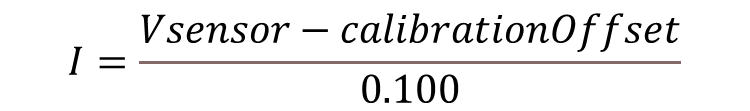 I = Vsensor − calibrationOffset
0.100